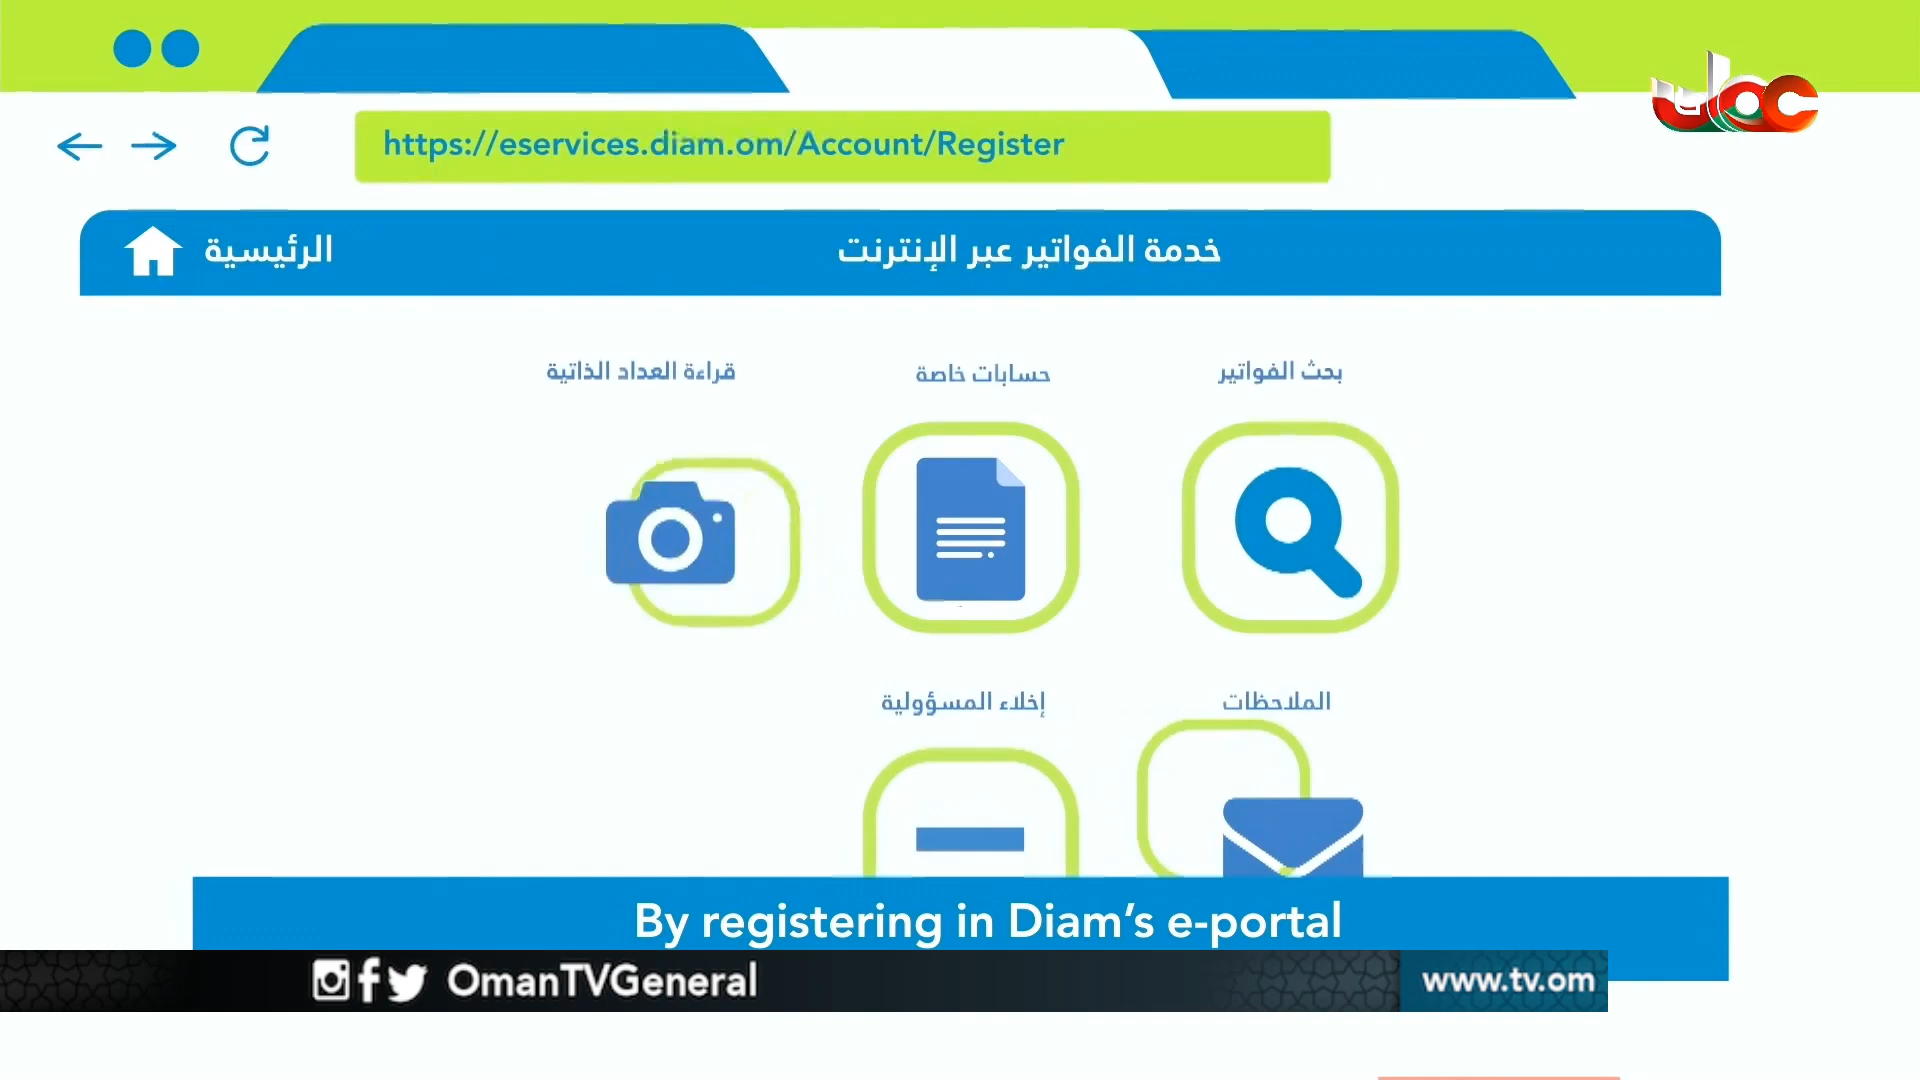 عمان
https://eservices.diam.om/Account/Register
خدمة الفواتير عبر الإنترنت
الرئيسية
بحث الفواتير
حسابات خاصة
قراءة العداد الذاتية
الملاحظات
إخلاء المسؤولية
By registering in Diam’s e-portal
OmanTVGeneral
www.tv.om